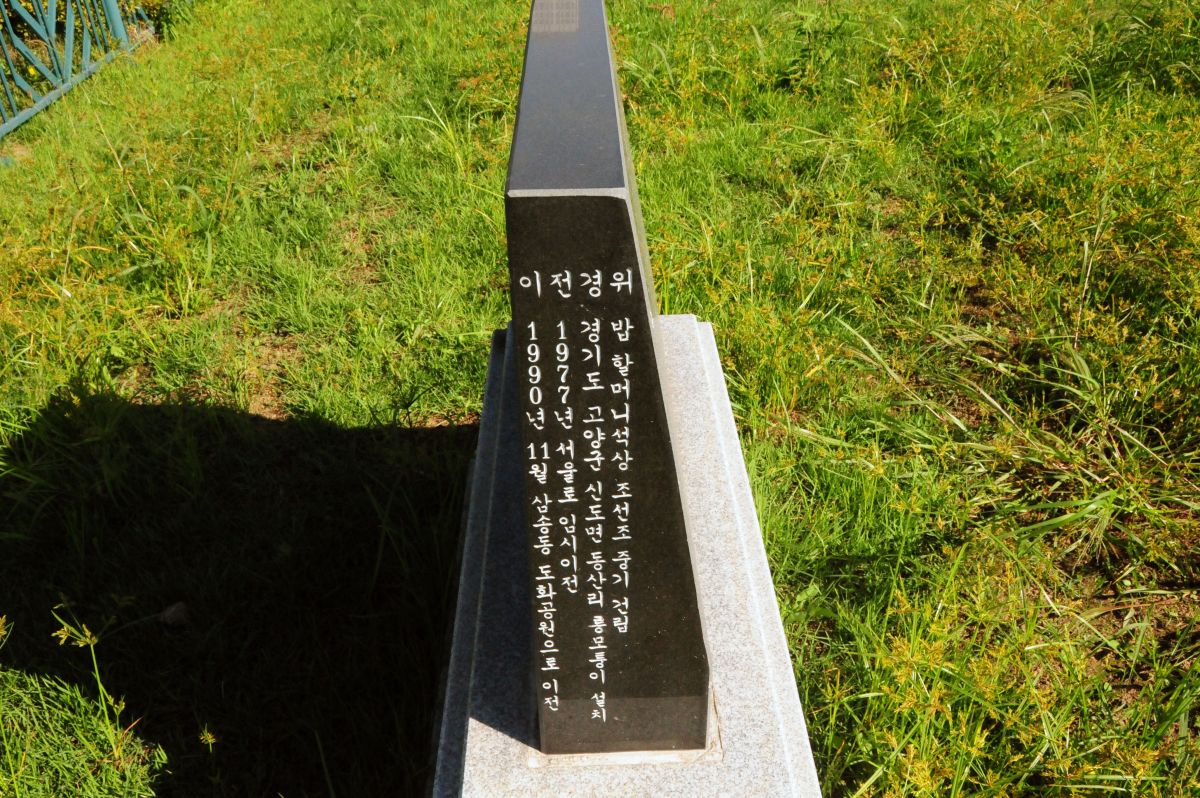 이전경위
밥 할머니석상 조선조 중기 건립
경기도 고양군 신도면 동산리 릉모퉁이 설치
1977년 서울로 임시이전
1990년 11월 삼송동 도화공원으로 이전